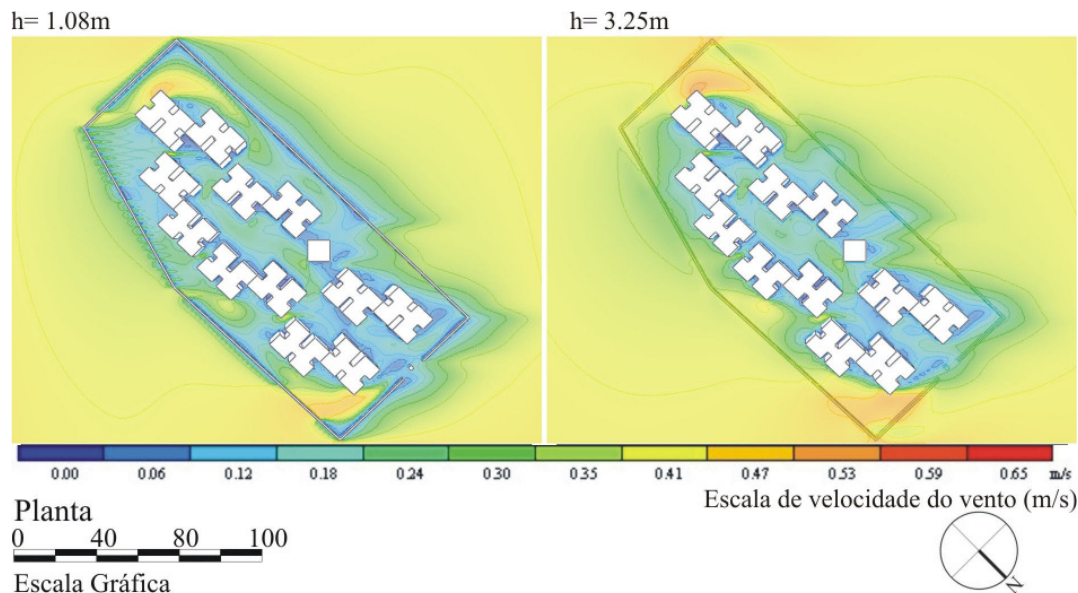 h= 1.08m
h= 3.25m
0.00 0.06 0.12 0.18 0.24 0.30 0.35 0.41 0.47 0.53 0.59 0.65 m/s
Escala de velocidade do vento (m/s)
Planta
0 40 80 100
Escala Gráfica
N